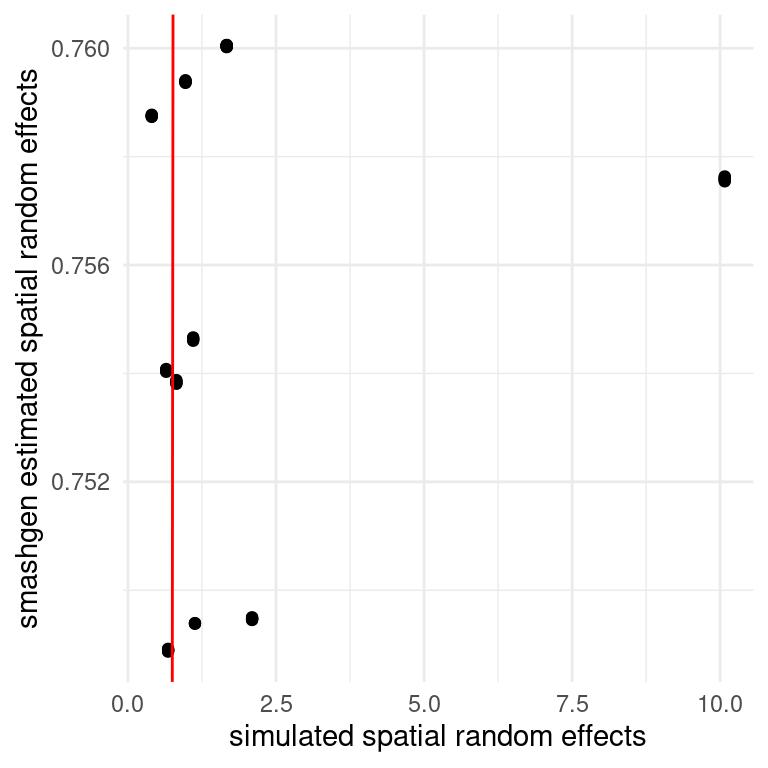 smashgen estimated spatial random effects
0.760
0.756
0.752
0.0 2.5 5.0 7.5 10.0
simulated spatial random effects